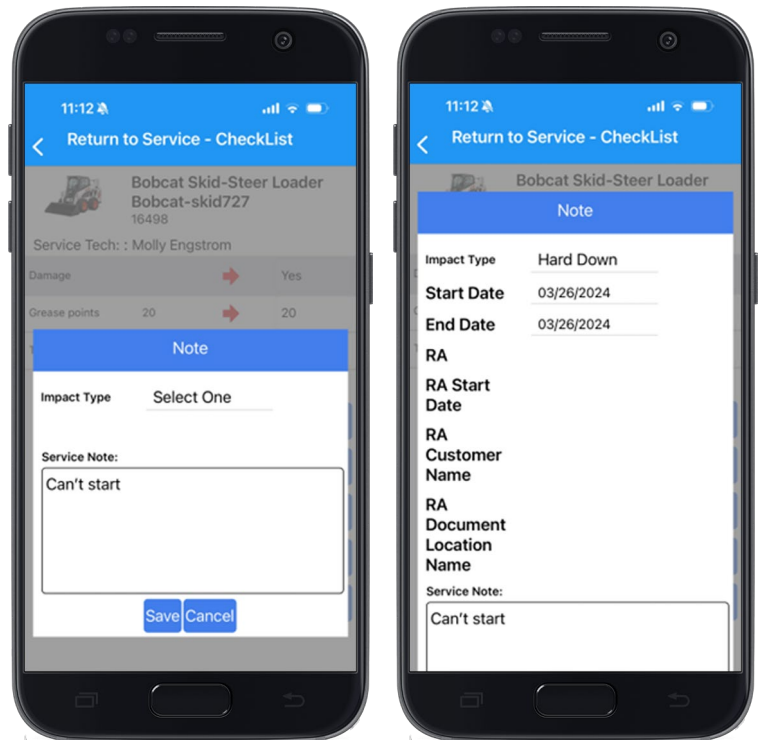 11:12
Return to Service - CheckList
Bobcat Skid-Steer Loader
Bobcat-skid727
16498
Service Tech: : Molly Engstrom
Damage Yes
Grease points 20 20
Note
Impact Type Select One
Service Note:
Can't start
Save Cancel
11:12
Return to Service - CheckList
Bobcat Skid-Steer Loader
Note
Impact Type Hard Down
Start Date 03/26/2024
End Date 03/26/2024
RA
RA Start
Date
RA
Customer
Name
RA
Document
Location
Name
Service Note:
Can't start